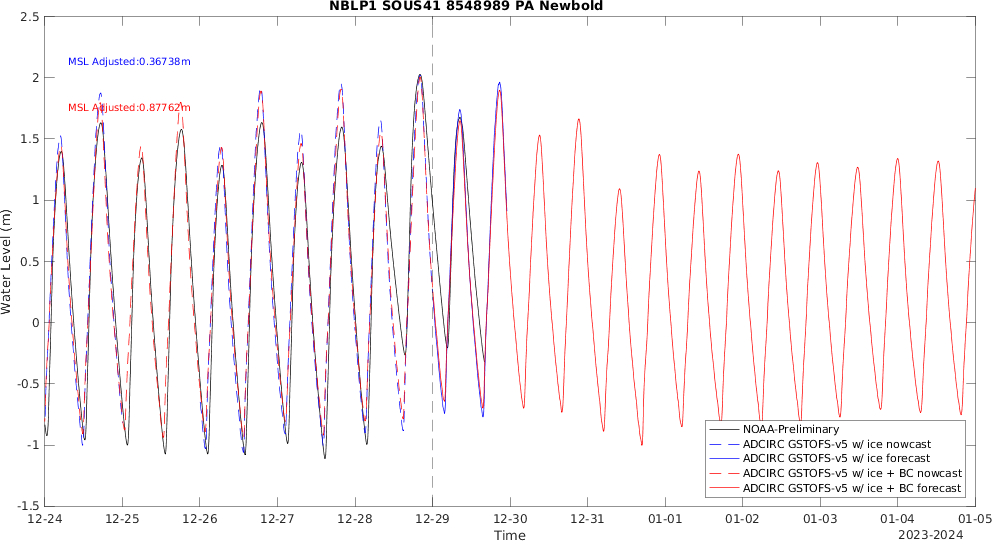 NBLP1 SOUS41 8548989 PA Newbold
MSL Adjusted:0.36738m
MSL Adjusted:0.87762m
Water Level (m)
2.5
2
1.5
1
0.5
0
-0.5
-1
-1.5
NOAA-Preliminary
ADCIRC GSTOFS-v5 w/ ice nowcast
ADCIRC GSTOFS-v5 w/ ice forecast
ADCIRC GSTOFS-v5 w/ ice + BC nowcast
ADCIRC GSTOFS-v5 w/ ice + BC forecast
12-24 12-25 12-26 12-27 12-28 12-29 12-30 12-31 01-01 01-02 01-03 01-04 01-05
Time
2023-2024